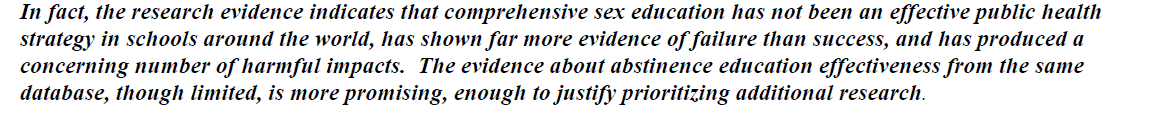 In fact, the research evidence indicates that comprehensive sex education has not been an effective public health
strategy in schools around the world, has shown far more evidence of failure than success, and has produced a
concerning number of harmful impacts.  The evidence about abstinence education effectiveness from the same
database, though limited, is more promising, enough to justify prioritizing additional research.